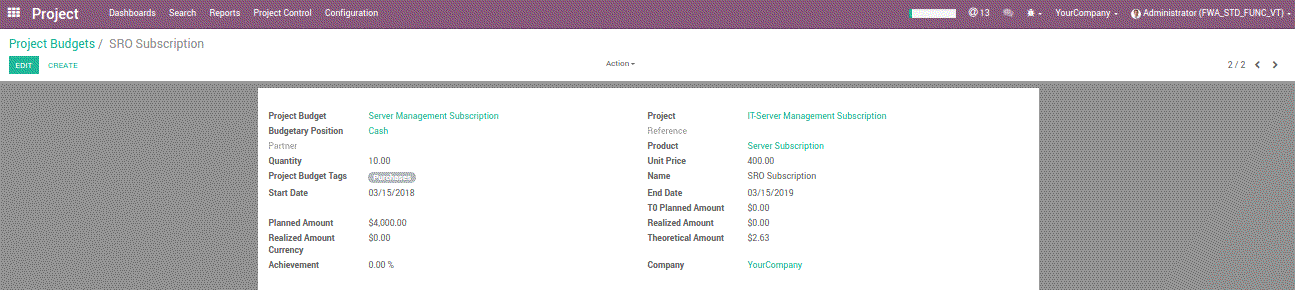 Project Dashboards Search Reports Project Control Configuration @ 13 YourCompany Administrator (FWA_STD_FUNC_VT)
Project Budgets / SRO Subscription
EDIT CREATE Action 2 / 2
Project Budget Server Management Subscription Project IT-Server Management Subscription
Budgetary Position Cash Reference
Partner Product Server Subscription
Quantity 10.00 Unit Price 400.00
Project Budget Tags Purchases Name SRO Subscription
Start Date 03/15/2018 End Date 03/15/2019
T0 Planned Amount $0.00
Planned Amount $4,000.00 Realized Amount $0.00
Realized Amount Currency $0.00 Theoretical Amount $2.63
Achievement 0.00 % Company YourCompany